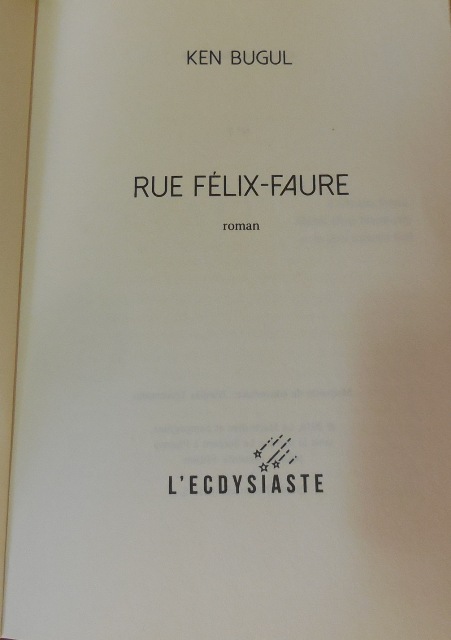 KEN BUGUL
RUE FÉLIX-FAURE
roman
L'ECDYSIASTE